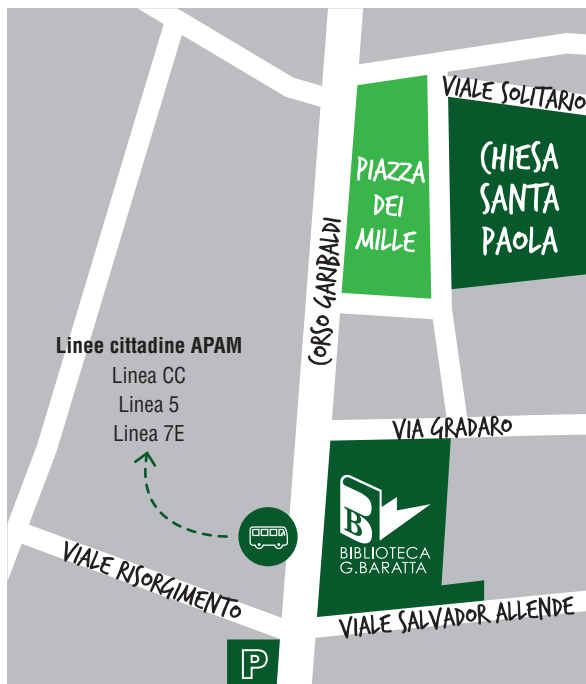 VIALE SOLITARIO
CHIESA
SANTA
PAOLA
PIAZZA
DEI
MILLE
CORSO GARIBALDI
Linee cittadine APAM
Linea CC
Linea 5
Linea 7E
VIA GRADARO
B
BIBLIOTECA
G.BARATTA
VIALE RISORGIMENTO
VIALE SALVADOR ALLENDE
P